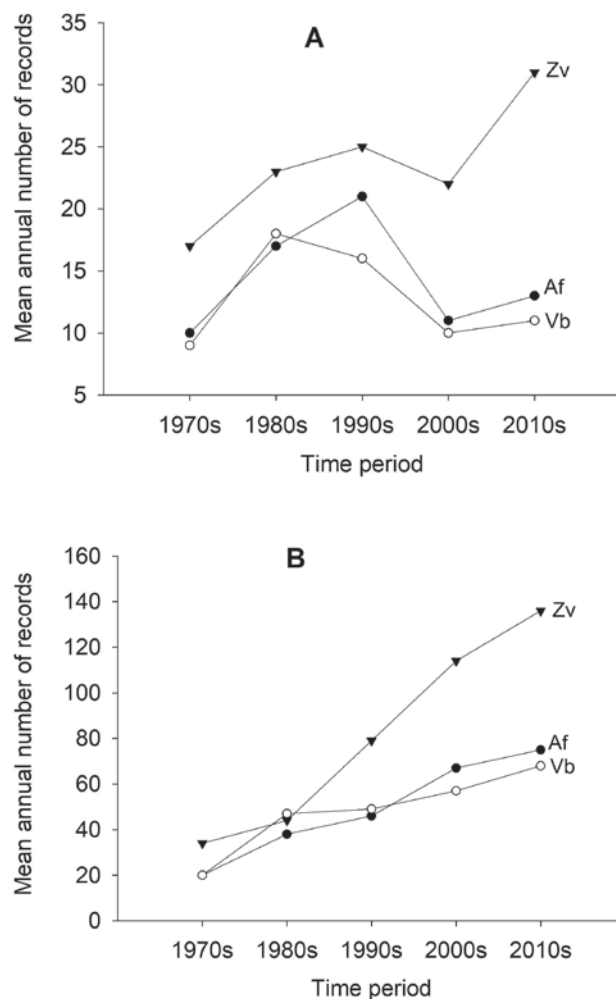 A
Mean annual number of records
35
30
25
20
15
10
5
Zv
Af
Vb
1970s 1980s 1990s 2000s 2010s
Time period
B
Mean annual number of records
160
140
120
100
80
60
40
20
0
Zv
Af
Vb
1970s 1980s 1990s 2000s 2010s
Time period